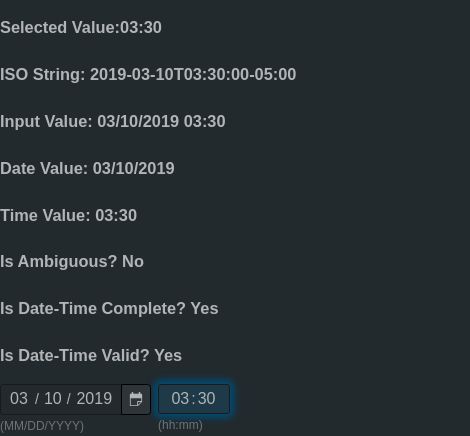 Selected Value:03:30
ISO String: 2019-03-10T03:30:00-05:00
Input Value: 03/10/2019 03:30
Date Value: 03/10/2019
Time Value: 03:30
Is Ambiguous? No
Is Date-Time Complete? Yes
Is Date-Time Valid? Yes
03 / 10 / 2019 03:30
(MM/DD/YYYY) (hh:mm)